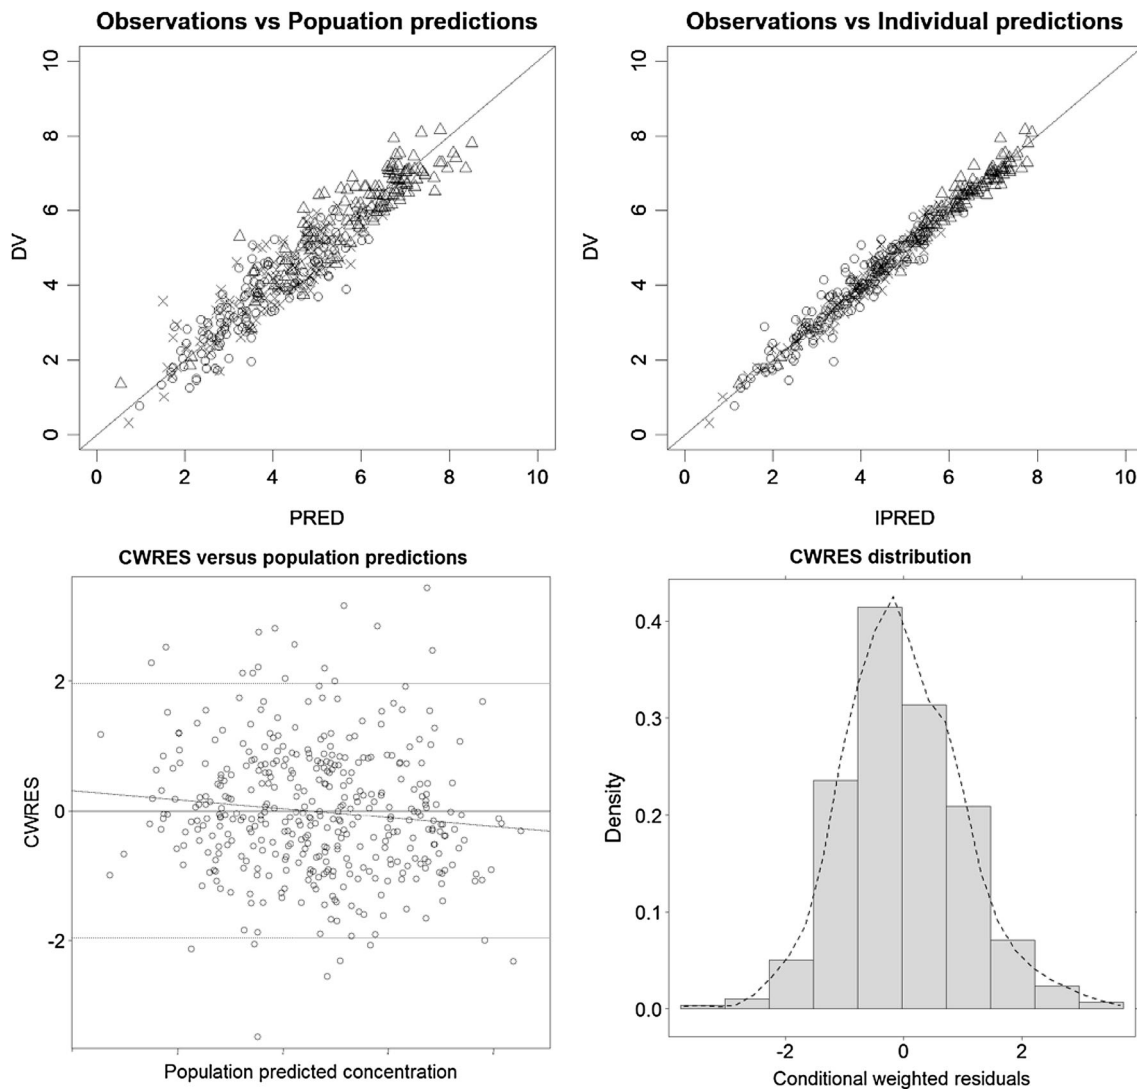 Observations vs Popuation predictions
10
8
6
4
2
0
DV
0 2 4 6 8 10
PRED
Observations vs Individual predictions
10
8
6
4
2
0
DV
0 2 4 6 8 10
IPRED
CWRES versus population predictions
2
0
-2
CWRES
Population predicted concentration
CWRES distribution
0.4
0.3
0.2
0.1
0.0
Density
-2 0 2
Conditional weighted residuals